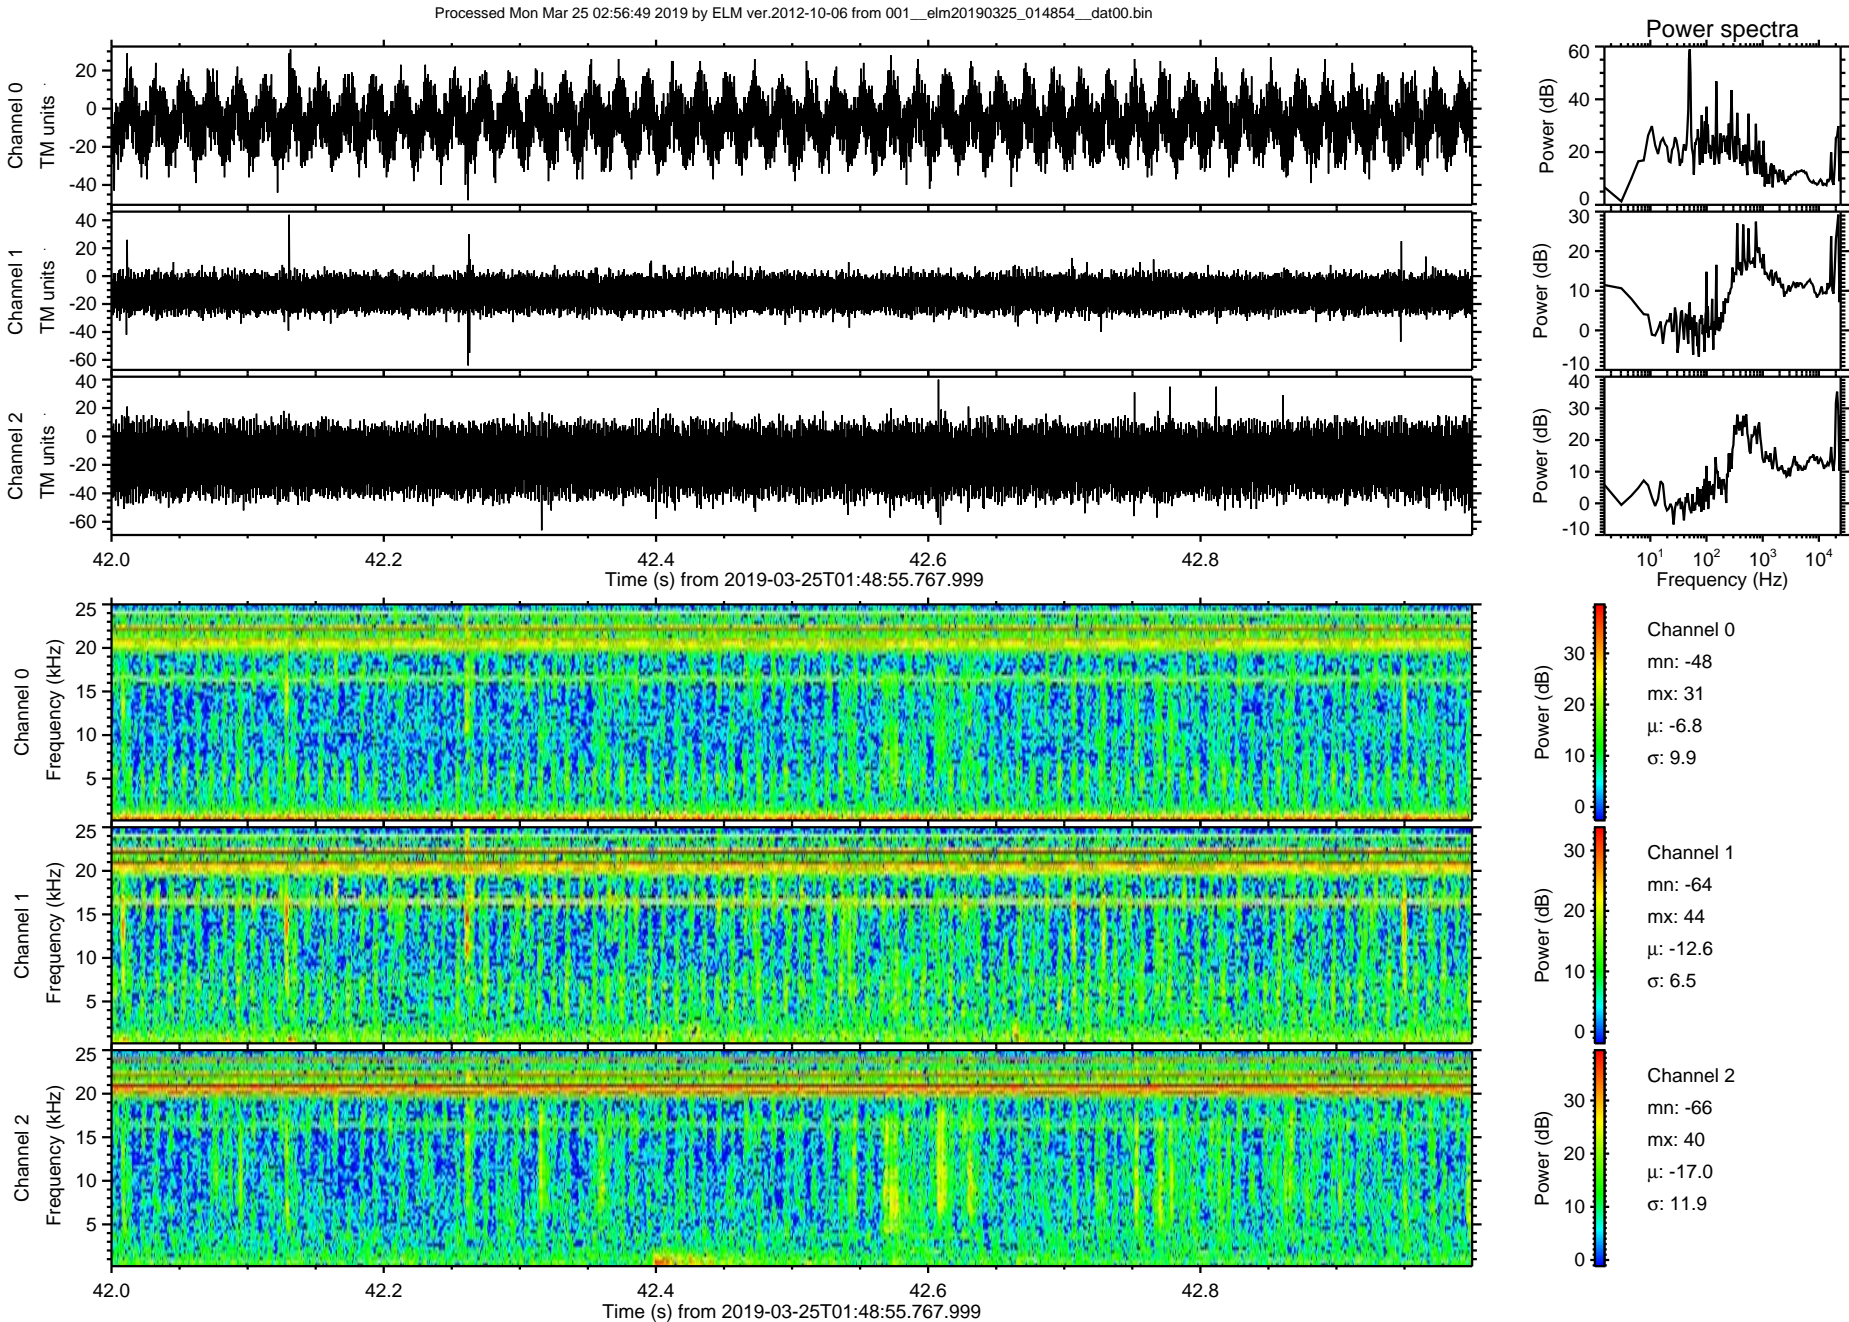 Processed Mon Mar 25 02:56:49 2019 by ELM ver.2012-10-06 from 001__elm20190325_014854__dat00.bin
Power spectra
Channel 0
TM units
20
0
-20
-40
Power (dB)
60
40
20
0
Channel 1
TM units
40
20
0
-20
-40
-60
Power (dB)
30
20
10
0
-10
Channel 2
TM units
40
20
0
-20
-40
-60
Power (dB)
40
30
20
10
0
-10
42.0 42.2 42.4 42.6 42.8
Time (s) from 2019-03-25T01:48:55.767.999
10^1 10^2 10^3 10^4
Frequency (Hz)
Channel 0
Frequency (kHz)
25
20
15
10
5
Power (dB)
30
20
10
0
Channel 0
mn: -48
mx: 31
μ: -6.8
σ: 9.9
Channel 1
Frequency (kHz)
25
20
15
10
5
Power (dB)
30
20
10
0
Channel 1
mn: -64
mx: 44
μ: -12.6
σ: 6.5
Channel 2
Frequency (kHz)
25
20
15
10
5
Power (dB)
30
20
10
0
Channel 2
mn: -66
mx: 40
μ: -17.0
σ: 11.9
42.0 42.2 42.4 42.6 42.8
Time (s) from 2019-03-25T01:48:55.767.999